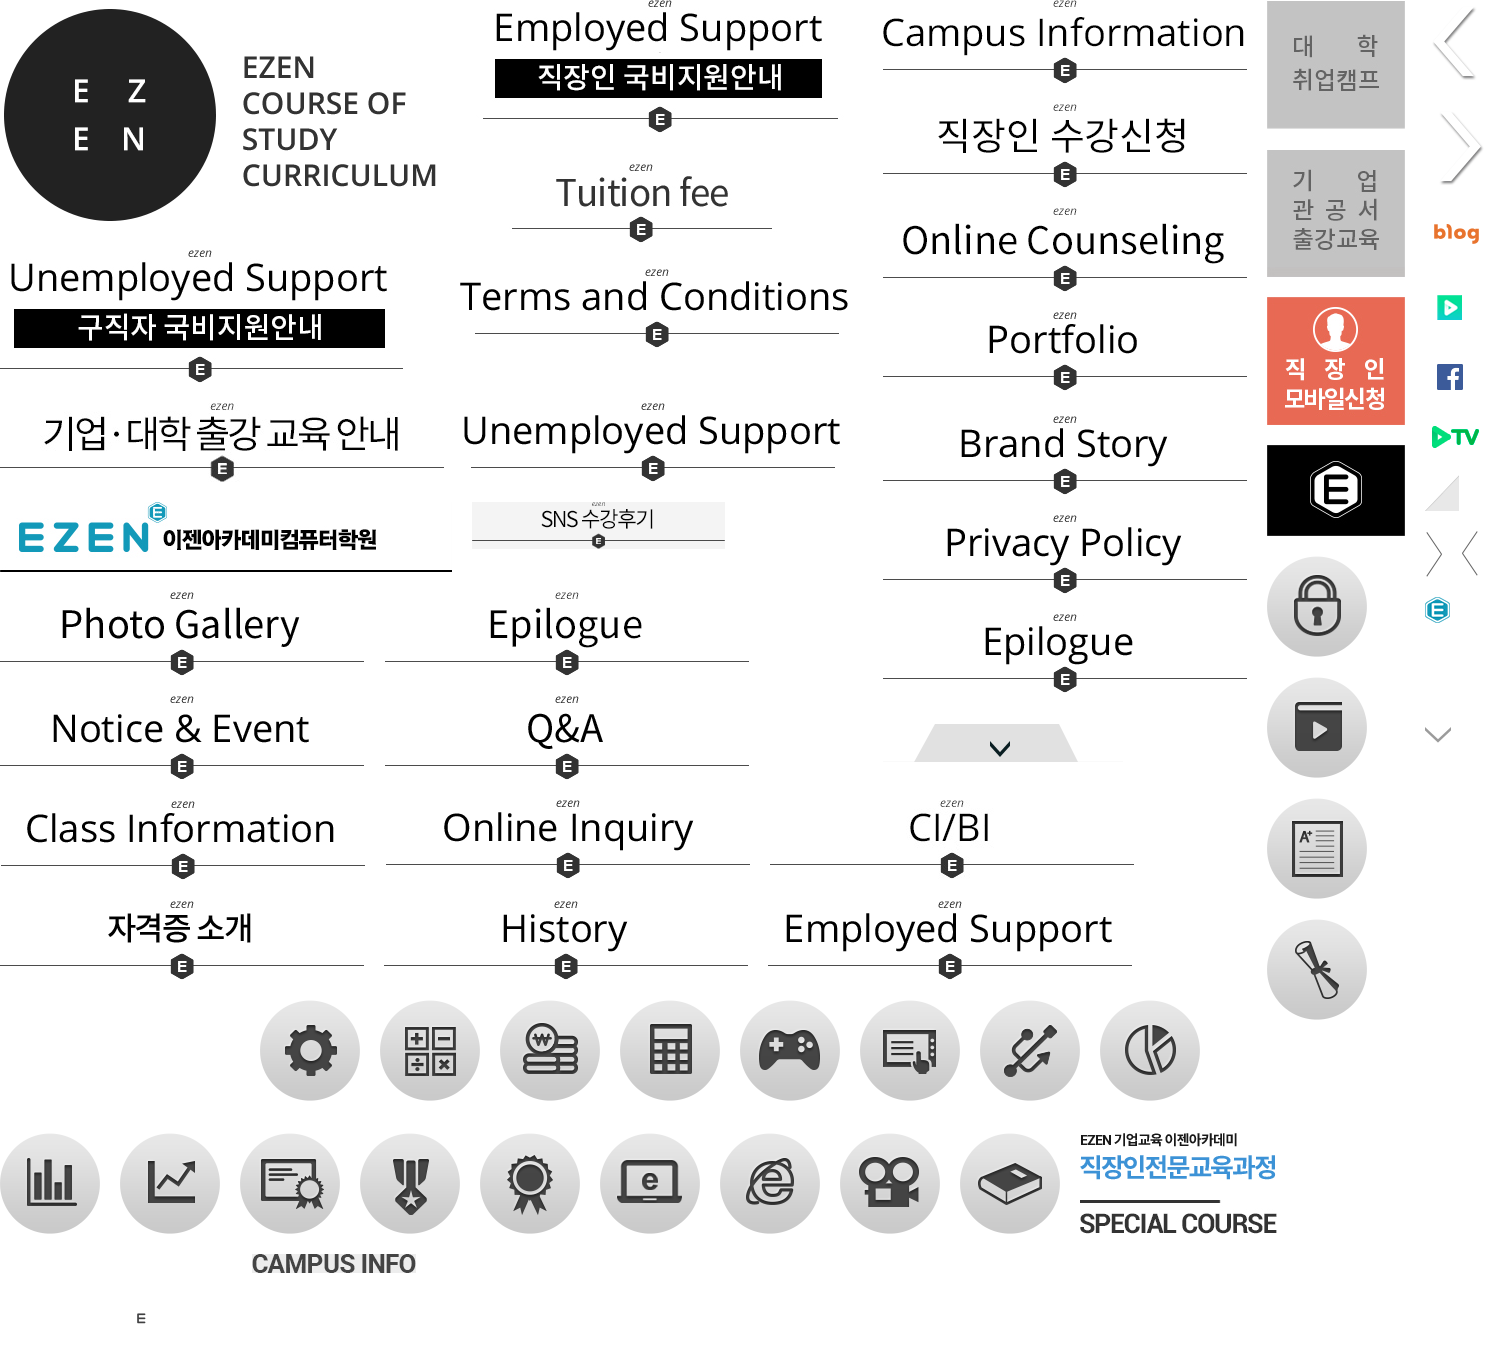 E Z
E N
EZEN
COURSE OF
STUDY
CURRICULUM
ezen
Unemployed Support
구직자 국비지원안내
E
ezen
기업·대학 출강 교육 안내
E
EZEN E 이젠아카데미컴퓨터학원
ezen
Employed Support
직장인 국비지원안내
E
ezen
Tuition fee
E
ezen
Terms and Conditions
E
ezen
Unemployed Support
E
ezen
SNS 수강후기
E
ezen
Campus Information
E
ezen
직장인 수강신청
E
ezen
Online Counseling
E
ezen
Portfolio
E
ezen
Brand Story
E
ezen
Privacy Policy
E
ezen
Epilogue
E
대 학
취업캠프
기 업
관 공 서
출강교육
직 장 인
모바일신청
E
blog
f
TV
E
ezen
Photo Gallery
E
ezen
Epilogue
E
ezen
Notice & Event
E
ezen
Q&A
E
ezen
Class Information
E
ezen
Online Inquiry
E
ezen
CI/BI
E
ezen
자격증 소개
E
ezen
History
E
ezen
Employed Support
E
A+
₩
e
e
EZEN 기업교육 이젠아카데미
직장인전문교육과정
SPECIAL COURSE
CAMPUS INFO
E